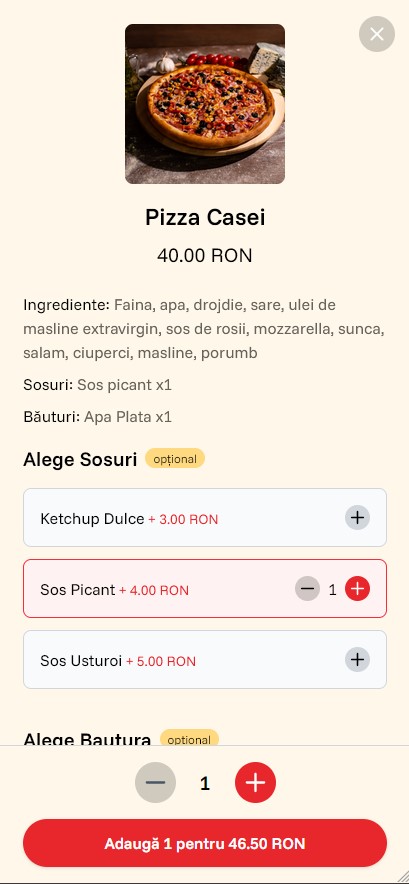 Pizza Casei
40.00 RON
Ingrediente: Faina, apa, drojdie, sare, ulei de
masline extravirgin, sos de rosii, mozzarella, sunca,
salam, ciuperci, masline, porumb
Sosuri: Sos picant x1
Băuturi: Apa Plata x1
Alege Sosuri opțional
Ketchup Dulce + 3.00 RON
Sos Picant + 4.00 RON 1
Sos Usturoi + 5.00 RON
Alege Bautura optional
1
Adaugă 1 pentru 46.50 RON